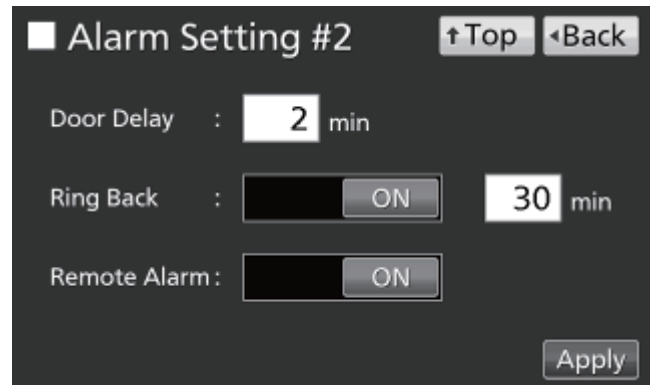 Alarm Setting #2 ↑Top ◂Back
Door Delay : 2 min
Ring Back : ON 30 min
Remote Alarm : ON
Apply